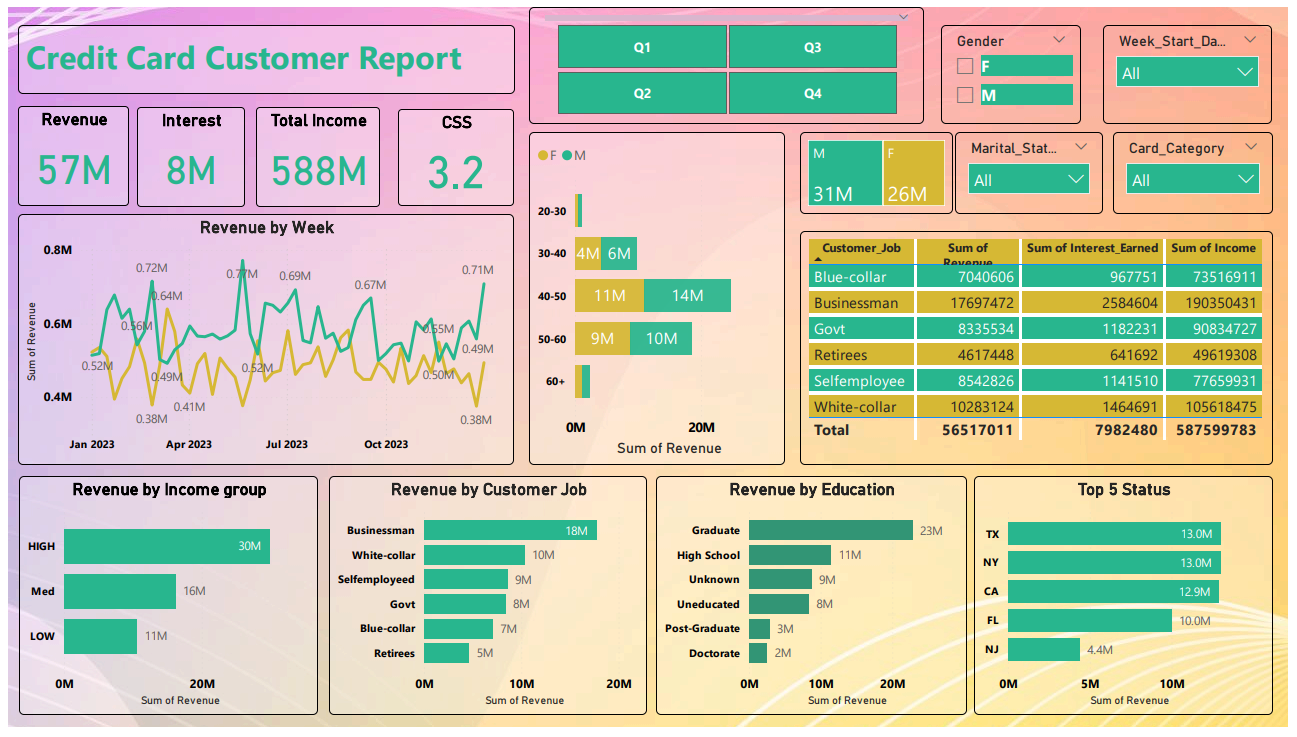 Credit Card Customer Report
Q1
Q3
Q2
Q4
Gender
F
M
Week_Start_Da...
All
Revenue
57M
Interest
8M
Total Income
588M
CSS
3.2
F M
20-30
30-40 4M 6M
40-50 11M 14M
50-60 9M 10M
60+
0M 20M
Sum of Revenue
M
31M
F
26M
Marital_Stat...
All
Card_Category
All
Revenue by Week
Sum of Revenue
0.8M
0.6M
0.4M
0.72M
0.77M
0.69M
0.67M
0.71M
0.64M
0.56M
0.55M
0.52M
0.49M
0.52M
0.50M
0.49M
0.38M
0.41M
0.38M
Jan 2023 Apr 2023 Jul 2023 Oct 2023
Customer_Job Sum of Revenue Sum of Interest_Earned Sum of Income
Blue-collar 7040606 967751 73516911
Businessman 17697472 2584604 190350431
Govt 8335534 1182231 90834727
Retirees 4617448 641692 49619308
Selfemployee 8542826 1141510 77659931
White-collar 10283124 1464691 105618475
Total 56517011 7982480 587599783
Revenue by Income group
HIGH 30M
Med 16M
LOW 11M
0M 20M
Sum of Revenue
Revenue by Customer Job
Businessman 18M
White-collar 10M
Selfemployeed 9M
Govt 8M
Blue-collar 7M
Retirees 5M
0M 10M 20M
Sum of Revenue
Revenue by Education
Graduate 23M
High School 11M
Unknown 9M
Uneducated 8M
Post-Graduate 3M
Doctorate 2M
0M 10M 20M
Sum of Revenue
Top 5 Status
TX 13.0M
NY 13.0M
CA 12.9M
FL 10.0M
NJ 4.4M
0M 5M 10M
Sum of Revenue